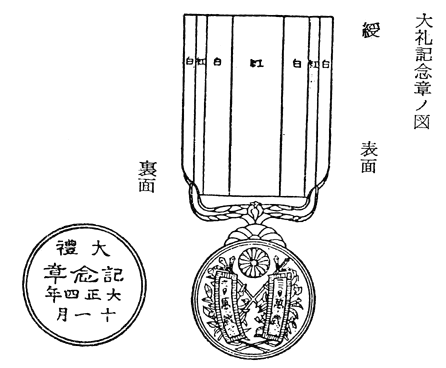 大礼記念章ノ図
綬
白紅白紅白紅白
表面
裏面
大禮
記念章
大正四年
十一月